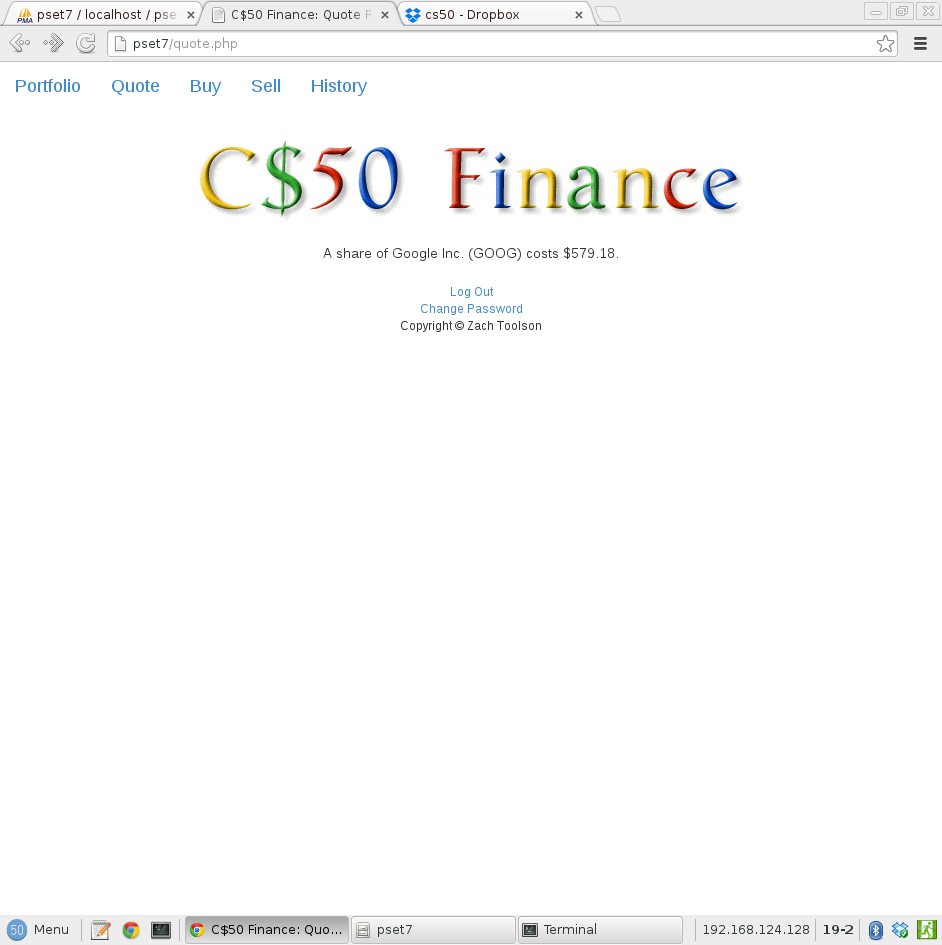 pset7 / localhost / pse
C$50 Finance: Quote F
cs50 - Dropbox
pset7/quote.php
Portfolio Quote Buy Sell History
C$50 Finance
A share of Google Inc. (GOOG) costs $579.18.
Log Out
Change Password
Copyright © Zach Toolson
50 Menu C$50 Finance: Quo... pset7 Terminal 192.168.124.128 19-2